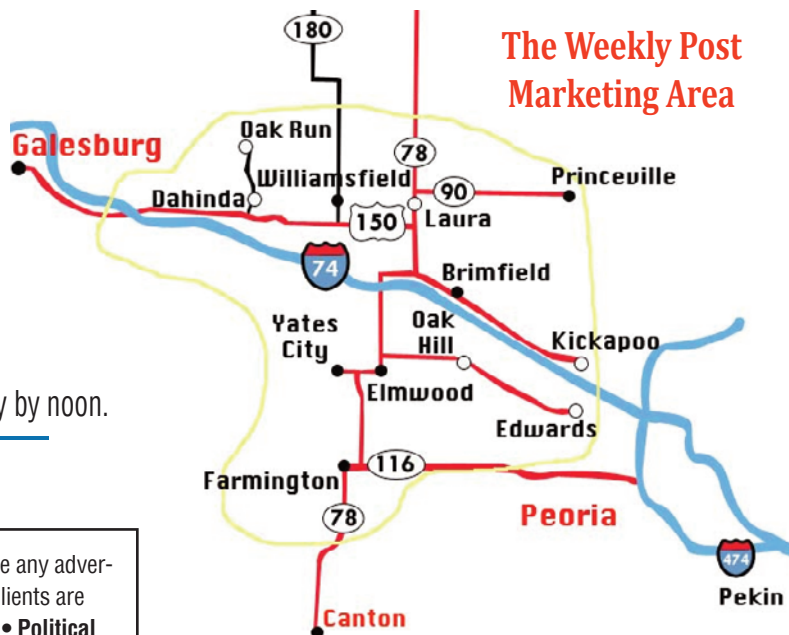 180
The Weekly Post
Marketing Area
Oak Run
Galesburg
78
Williamsfield
90
Princeville
Dahinda
150
Laura
74
Brimfield
Yates
City
Oak
Hill
Kickapoo
Elmwood
y by noon.
Edwards
Farmington
116
78
Peoria
474
Pekin
e any adver-
lients are
• Political
Canton